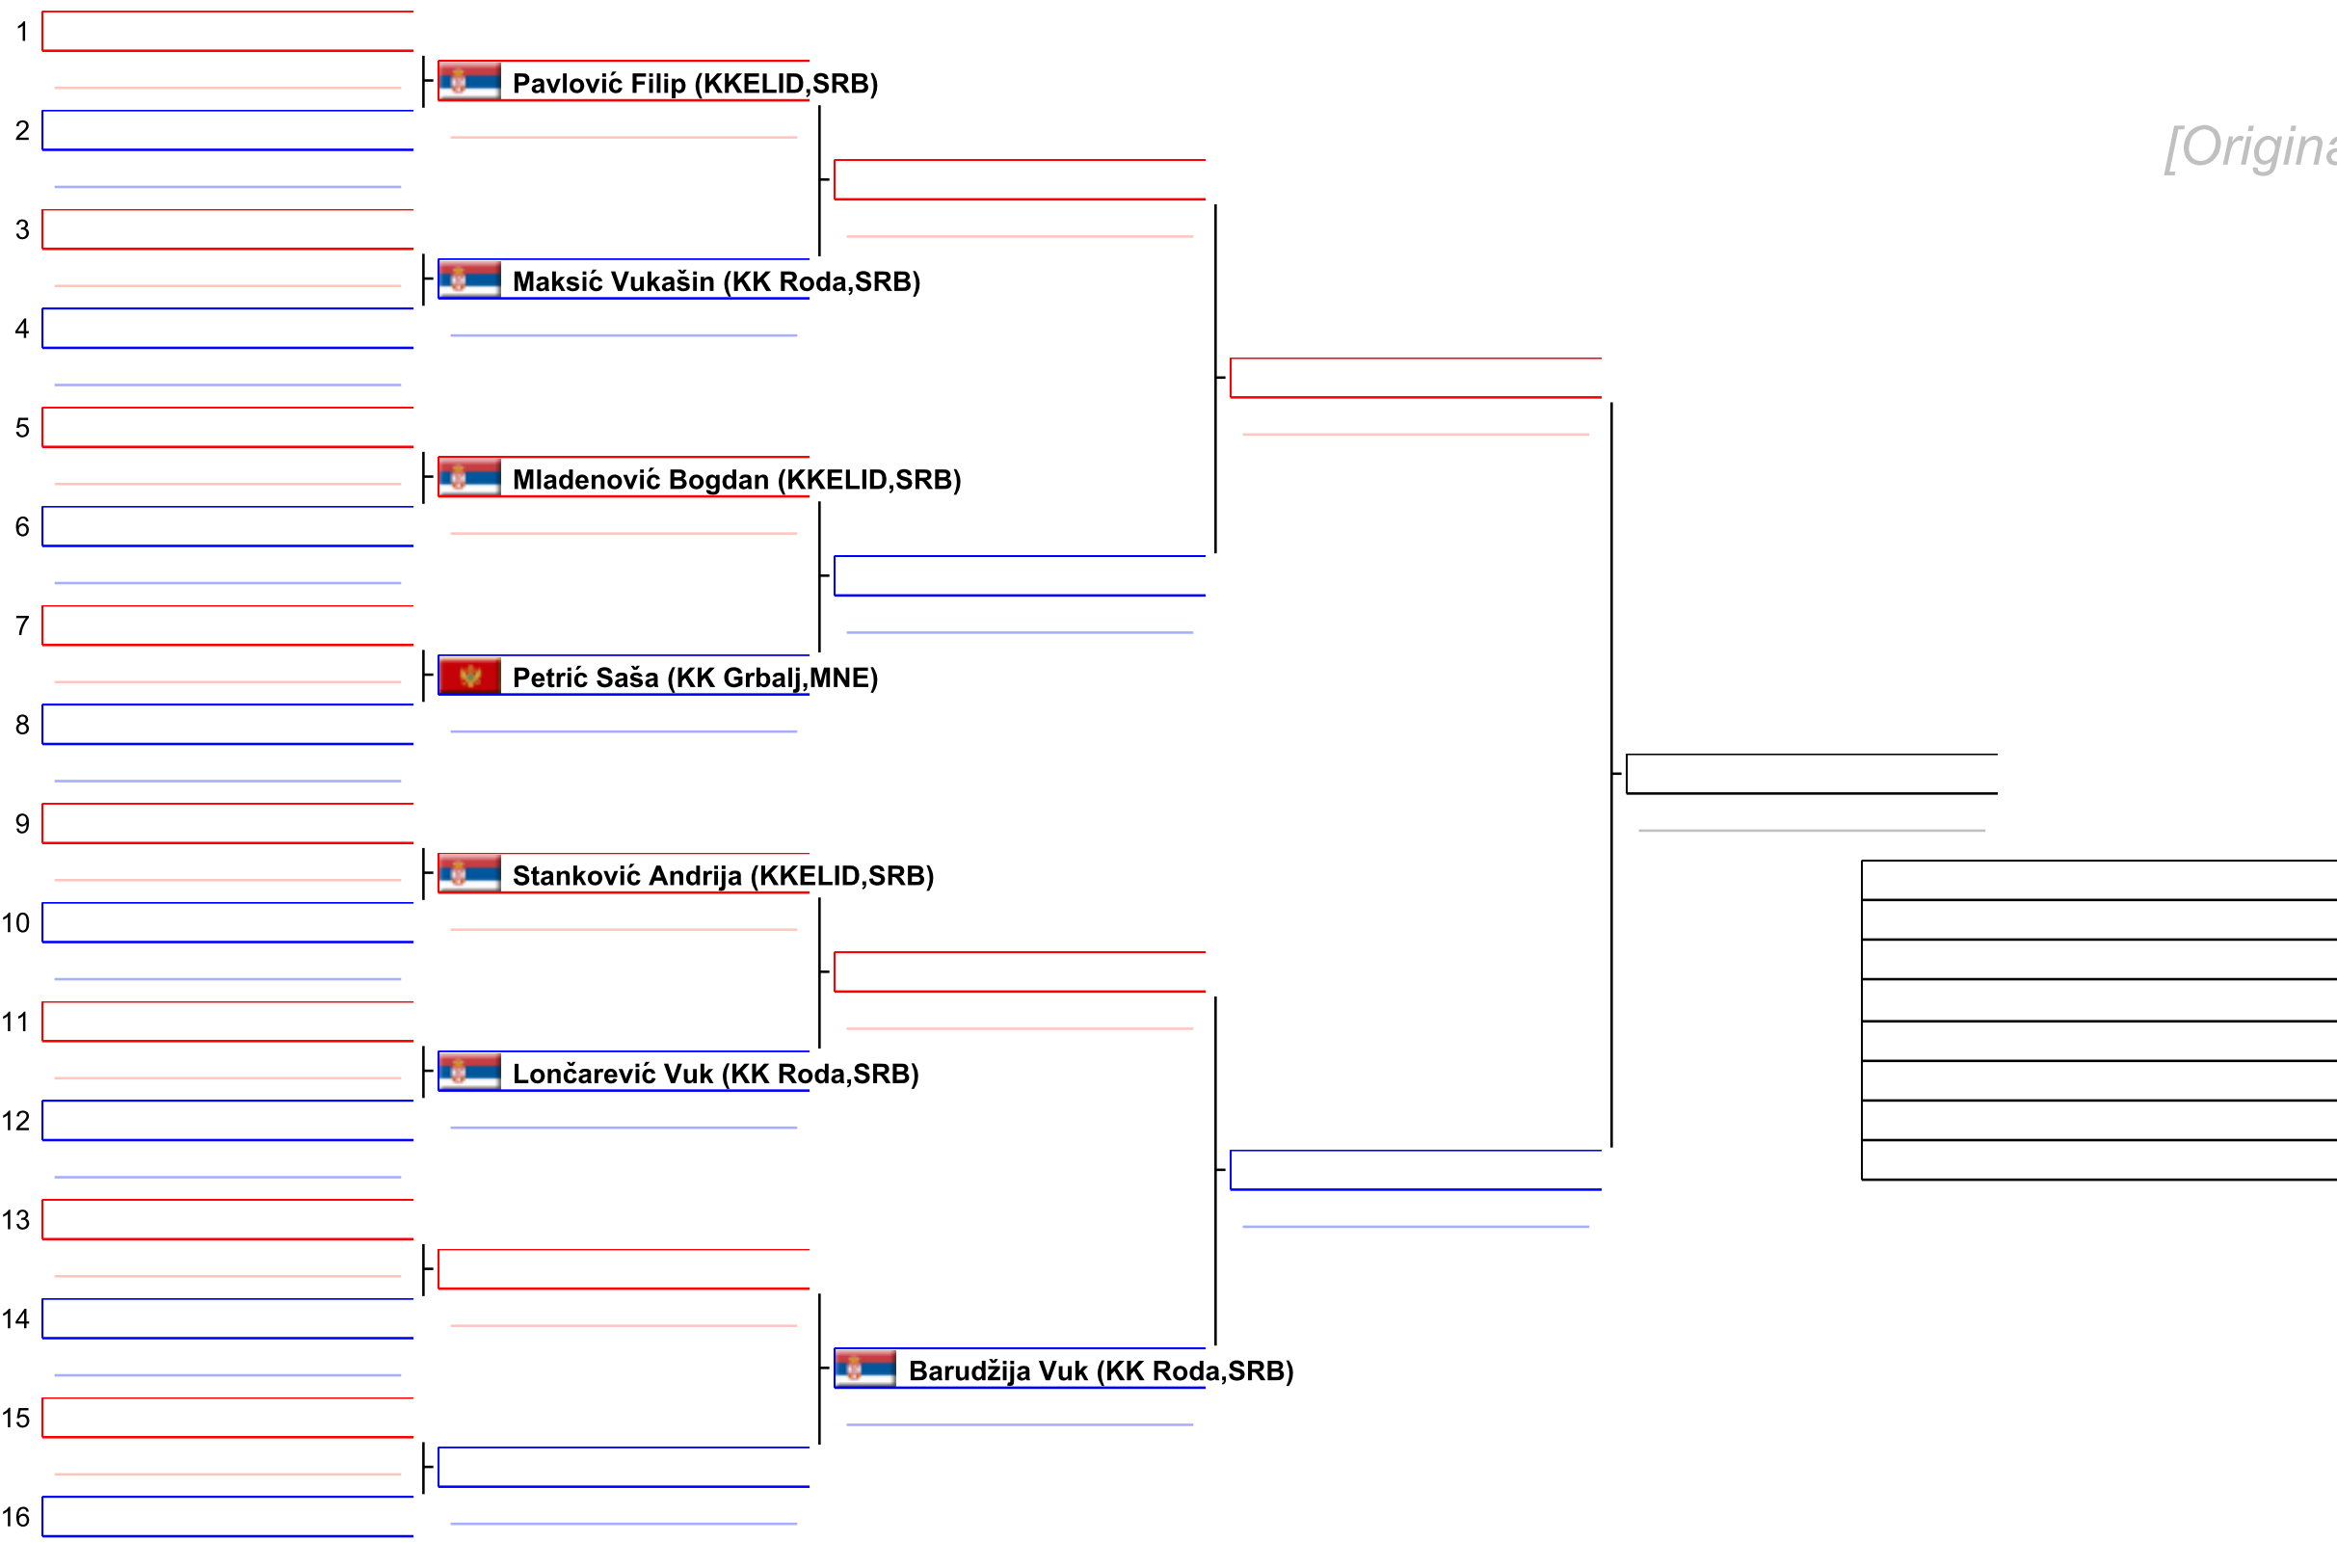 1
Pavlović Filip (KKELID,SRB)
2
[Origina
3
Maksić Vukašin (KK Roda,SRB)
4
5
Mladenović Bogdan (KKELID,SRB)
6
7
Petrić Saša (KK Grbalj,MNE)
8
9
Stanković Andrija (KKELID,SRB)
10
11
Lončarević Vuk (KK Roda,SRB)
12
13
14
Barudžija Vuk (KK Roda,SRB)
15
16